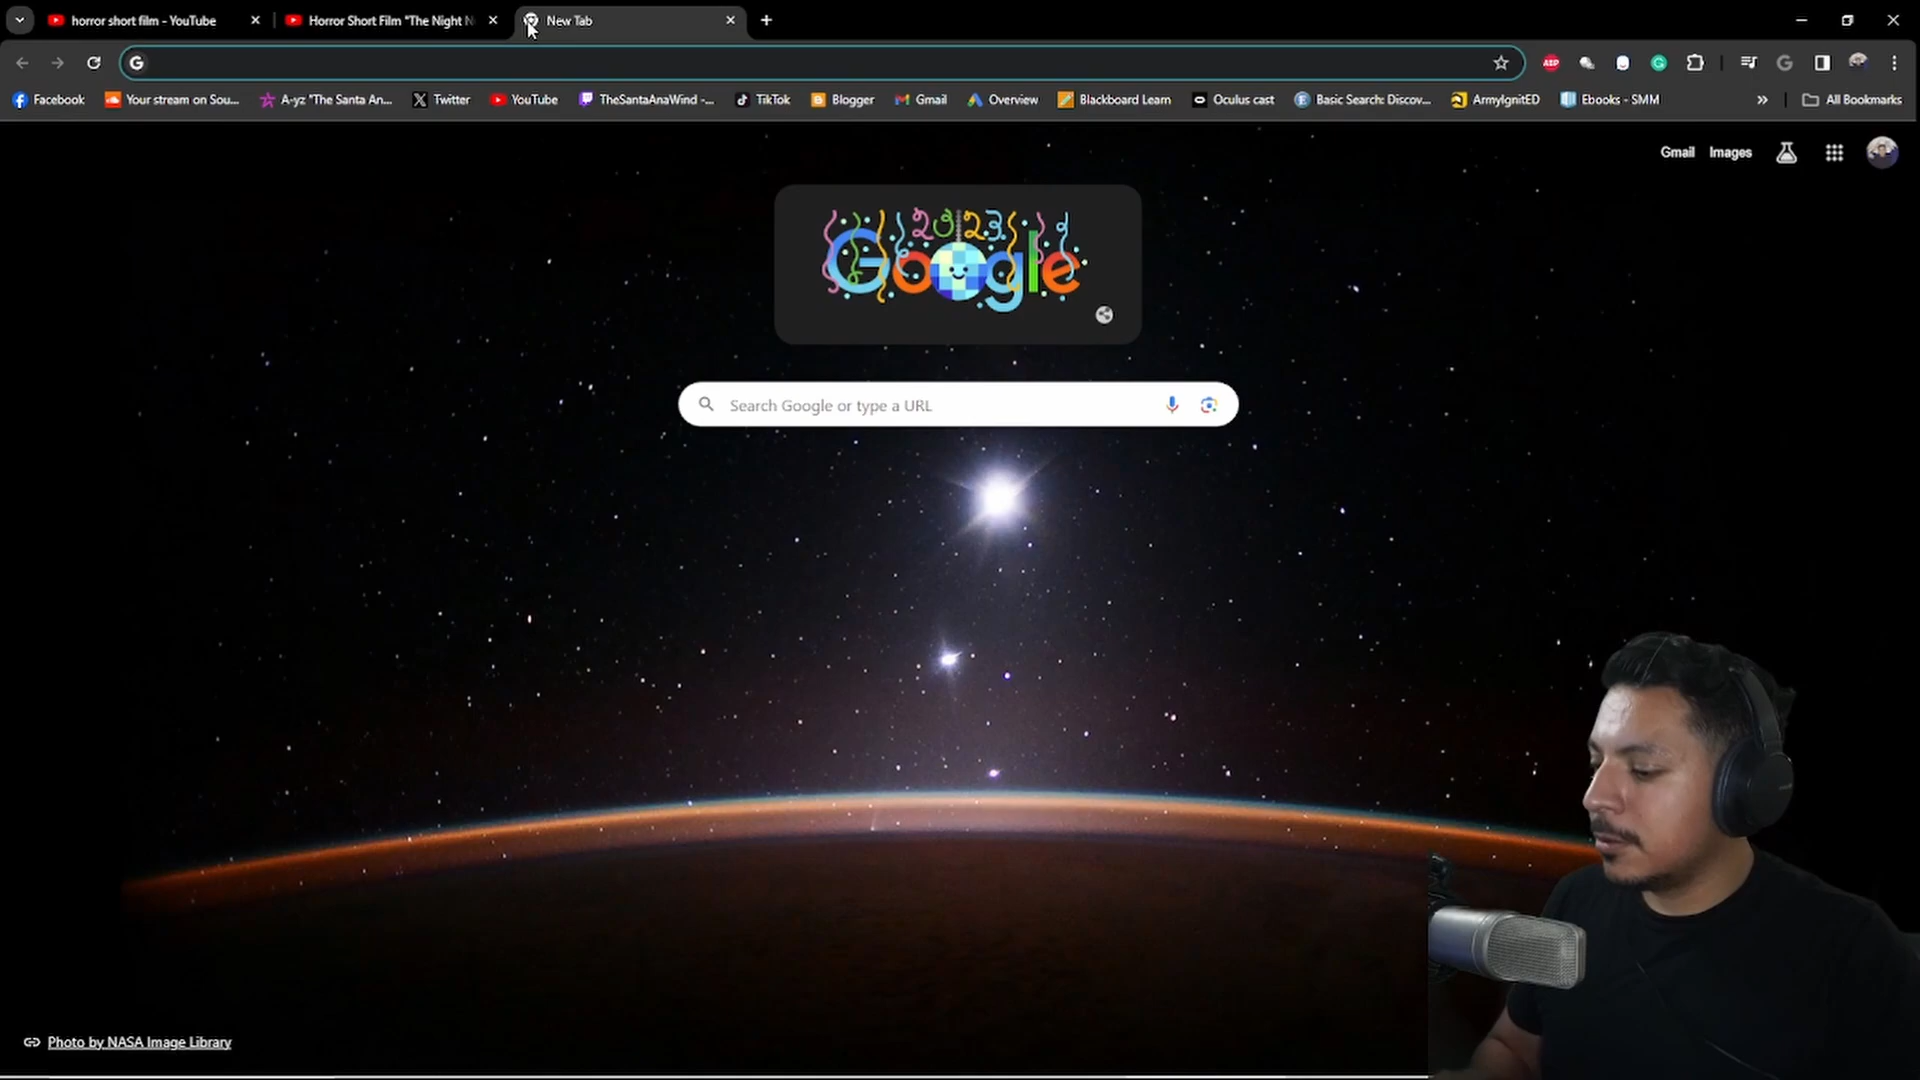 horror short film - YouTube
Horror Short Film "The Night N
New Tab
Facebook
Your stream on Sou...
A-yz "The Santa An...
Twitter
YouTube
TheSantaAnaWind -...
TikTok
Blogger
Gmail
Overview
Blackboard Learn
Oculus cast
Basic Search: Discov...
ArmyIgnitED
Ebooks - SMM
All Bookmarks
Gmail
Images
2023
Google
Search Google or type a URL
Photo by NASA Image Library